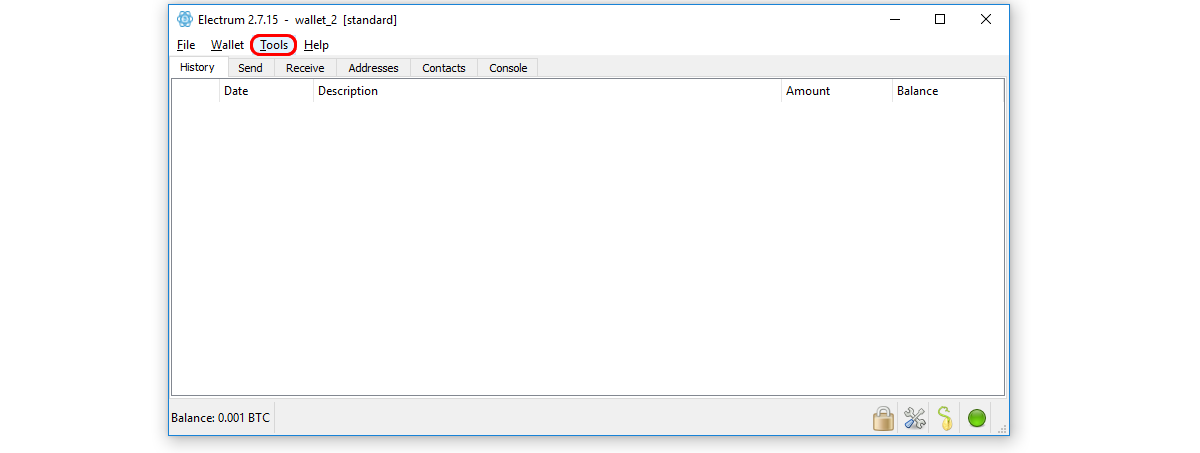 Electrum 2.7.15 - wallet_2 [standard]
File Wallet Tools Help
History Send Receive Addresses Contacts Console
Date Description Amount Balance
Balance: 0.001 BTC